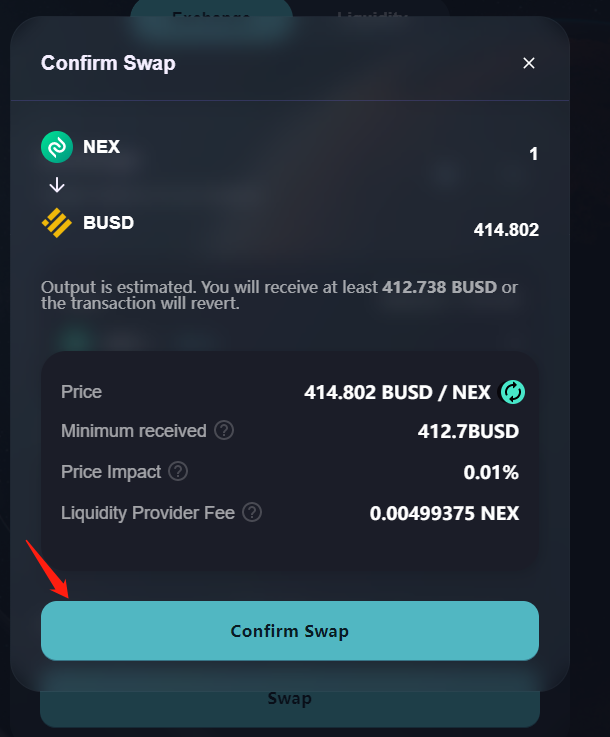 Exchange
Liquidity
Confirm Swap
NEX
1
BUSD
414.802
Output is estimated. You will receive at least 412.738 BUSD or
the transaction will revert.
Price
414.802 BUSD / NEX
Minimum received ?
412.7BUSD
Price Impact ?
0.01%
Liquidity Provider Fee ?
0.00499375 NEX
Confirm Swap
Swap